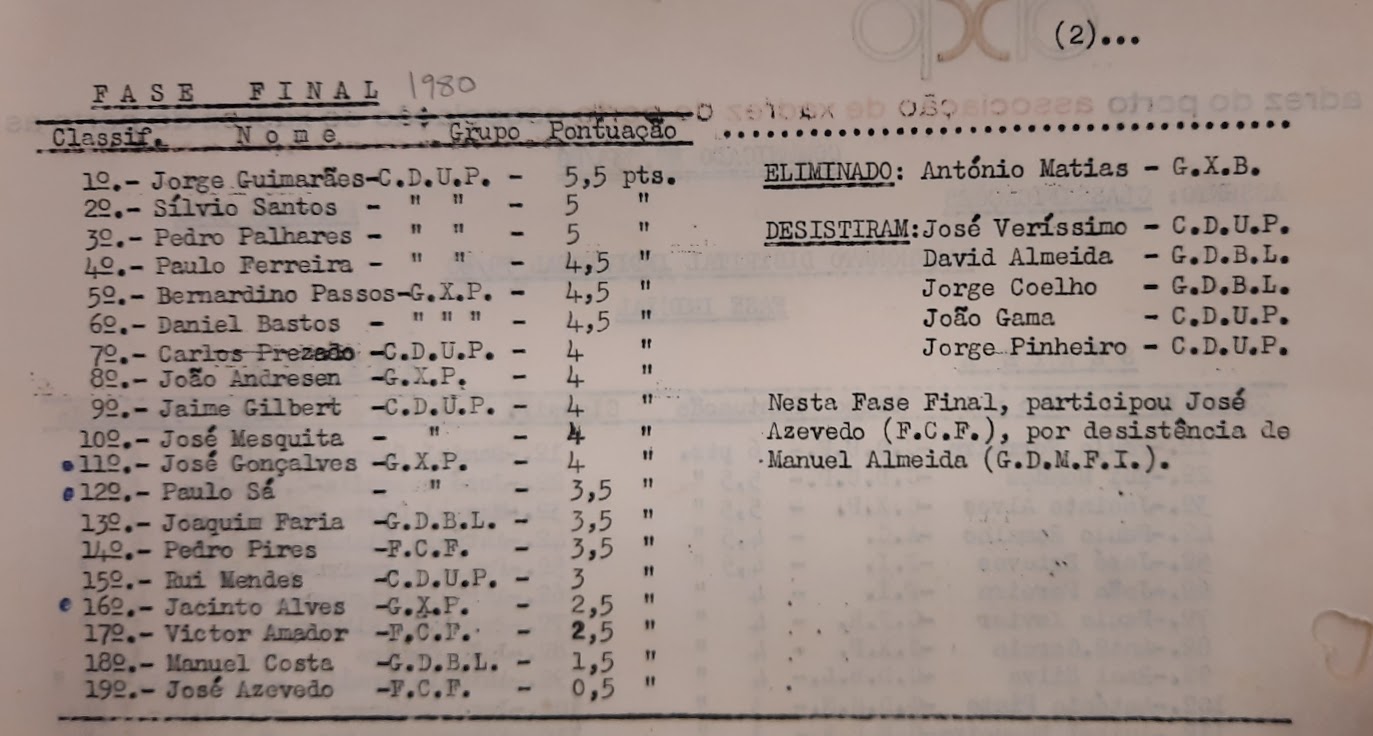 (2)...
FASE FINAL 1980
Classif. Nome Grupo Pontuação
1º.- Jorge Guimarães-C.D.U.P. - 5,5 pts.
2º.- Sílvio Santos - " " - 5 "
3º.- Pedro Palhares - " " - 5 "
4º.- Paulo Ferreira - " " - 4,5 "
5º.- Bernardino Passos-G.X.P. - 4,5 "
6º.- Daniel Bastos - " " " - 4,5 "
7º.- Carlos Prezado -C.D.U.P. - 4 "
8º.- João Andresen -G.X.P. - 4 "
9º.- Jaime Gilbert -C.D.U.P. - 4 "
10º.- José Mesquita - " - 4 "
11º.- José Gonçalves -G.X.P. - 4 "
12º.- Paulo Sá - " - 3,5 "
13º.- Joaquim Faria -G.D.B.L. - 3,5 "
14º.- Pedro Pires -F.C.F. - 3,5 "
15º.- Rui Mendes -C.D.U.P. - 3 "
16º.- Jacinto Alves -G.X.P. - 2,5 "
17º.- Victor Amador -F.C.F. - 2,5 "
18º.- Manuel Costa -G.D.B.L. - 1,5 "
19º.- José Azevedo -F.C.F. - 0,5 "
ELIMINADO: António Matias - G.X.B.
DESISTIRAM:José Veríssimo - C.D.U.P.
David Almeida - G.D.B.L.
Jorge Coelho - G.D.B.L.
João Gama - C.D.U.P.
Jorge Pinheiro - C.D.U.P.
Nesta Fase Final, participou José
Azevedo (F.C.F.), por desistência de
Manuel Almeida (G.D.M.F.I.).